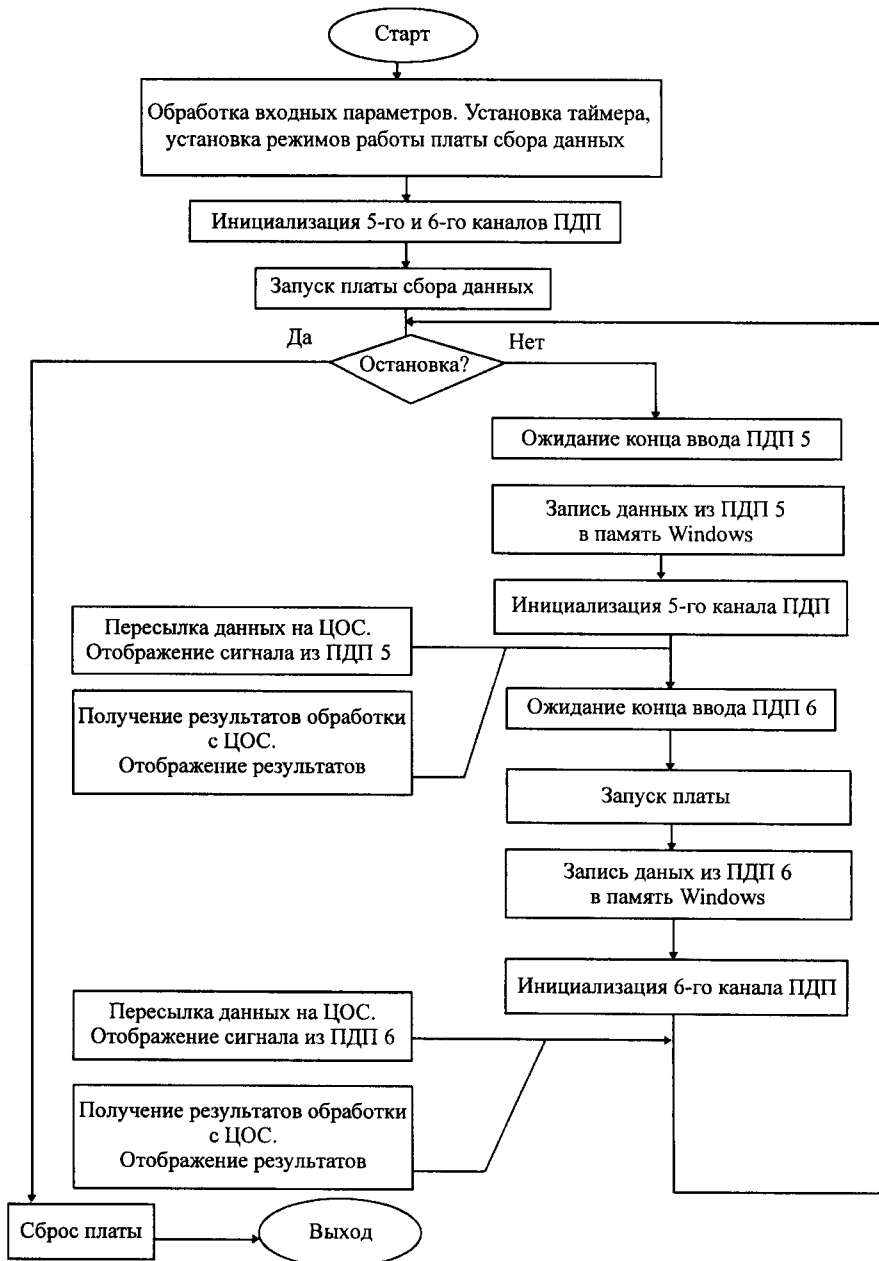 Старт
Обработка входных параметров. Установка таймера,
установка режимов работы платы сбора данных
Инициализация 5-го и 6-го каналов ПДП
Запуск платы сбора данных
Да
Нет
Остановка?
Ожидание конца ввода ПДП 5
Запись данных из ПДП 5
в память Windows
Инициализация 5-го канала ПДП
Пересылка данных на ЦОС.
Отображение сигнала из ПДП 5
Получение результатов обработки
с ЦОС.
Отображение результатов
Ожидание конца ввода ПДП 6
Запуск платы
Запись даных из ПДП 6
в память Windows
Инициализация 6-го канала ПДП
Пересылка данных на ЦОС.
Отображение сигнала из ПДП 6
Получение результатов обработки
с ЦОС.
Отображение результатов
Сброс платы
Выход